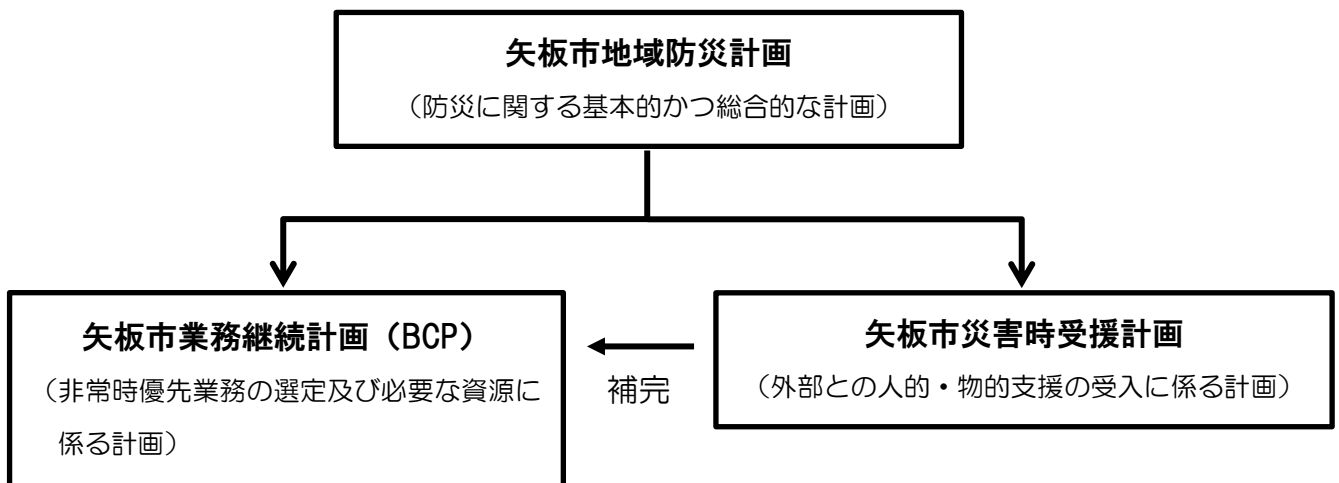 矢板市地域防災計画
（防災に関する基本的かつ総合的な計画）
矢板市業務継続計画（BCP）
（非常時優先業務の選定及び必要な資源に
係る計画）
補完
矢板市災害時受援計画
（外部との人的・物的支援の受入に係る計画）